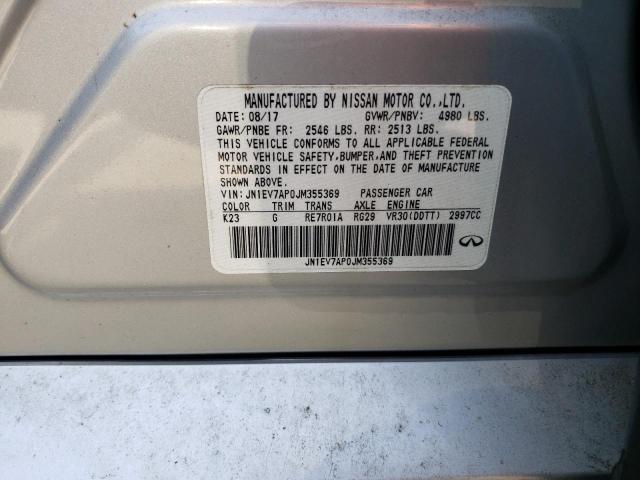 MANUFACTURED BY NISSAN MOTOR CO.,LTD.
DATE: 08/17 GVWR/PNBV: 4980 LBS.
GAWR/PNBE FR: 2546 LBS. RR: 2513 LBS.
THIS VEHICLE CONFORMS TO ALL APPLICABLE FEDERAL
MOTOR VEHICLE SAFETY,BUMPER,AND THEFT PREVENTION
STANDARDS IN EFFECT ON THE DATE OF MANUFACTURE
SHOWN ABOVE.
VIN: JN1EV7AP0JM355369 PASSENGER CAR
COLOR TRIM TRANS AXLE ENGINE
K23 G RE7R01A RG29 VR30(DDTT) 2997CC
JN1EV7AP0JM355369